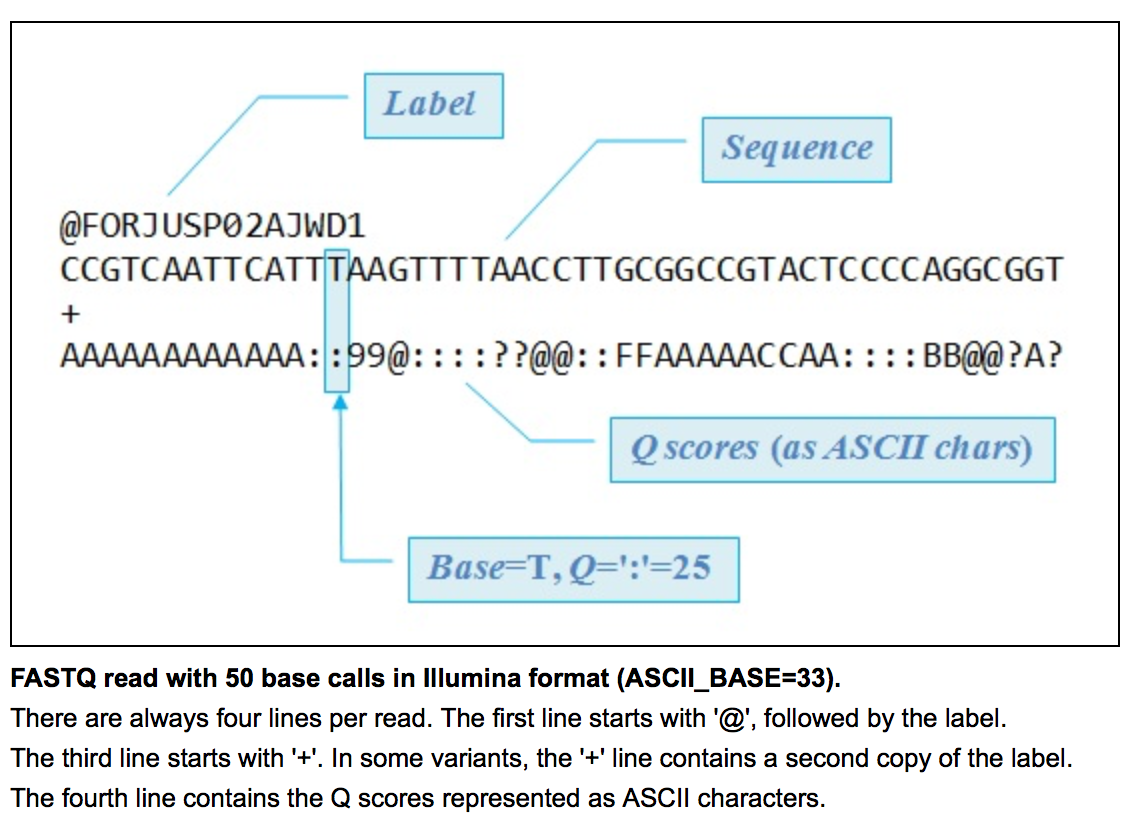 Label
Sequence
@FORJUSP02AJWD1
CCGTCAATTCATTTAAGTTTTAACCTTGCGGCCGTACTCCCCAGGCGGT
+
AAAAAAAAAAAA::99@::::??@@::FFAAAAACCAA::::BB@@?A?
Q scores (as ASCII chars)
Base=T, Q=':'=25
FASTQ read with 50 base calls in Illumina format (ASCII_BASE=33).
There are always four lines per read. The first line starts with '@', followed by the label.
The third line starts with '+'. In some variants, the '+' line contains a second copy of the label.
The fourth line contains the Q scores represented as ASCII characters.